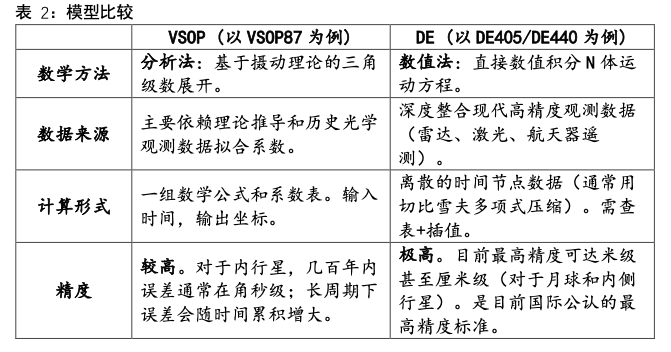 表 2：模型比较
VSOP（以 VSOP87 为例）
DE（以 DE405/DE440 为例）
数学方法
分析法：基于摄动理论的三角
级数展开。
数值法：直接数值积分 N 体运
动方程。
数据来源
主要依赖理论推导和历史光学
观测数据拟合系数。
深度整合现代高精度观测数据
（雷达、激光、航天器遥
测）。
计算形式
一组数学公式和系数表。输入
时间，输出坐标。
离散的时间节点数据（通常用
切比雪夫多项式压缩）。需查
表+插值。
精度
较高。对于内行星，几百年内
误差通常在角秒级；长周期下
误差会随时间累积增大。
极高。目前最高精度可达米级
甚至厘米级（对于月球和内侧
行星）。是目前国际公认的最
高精度标准。